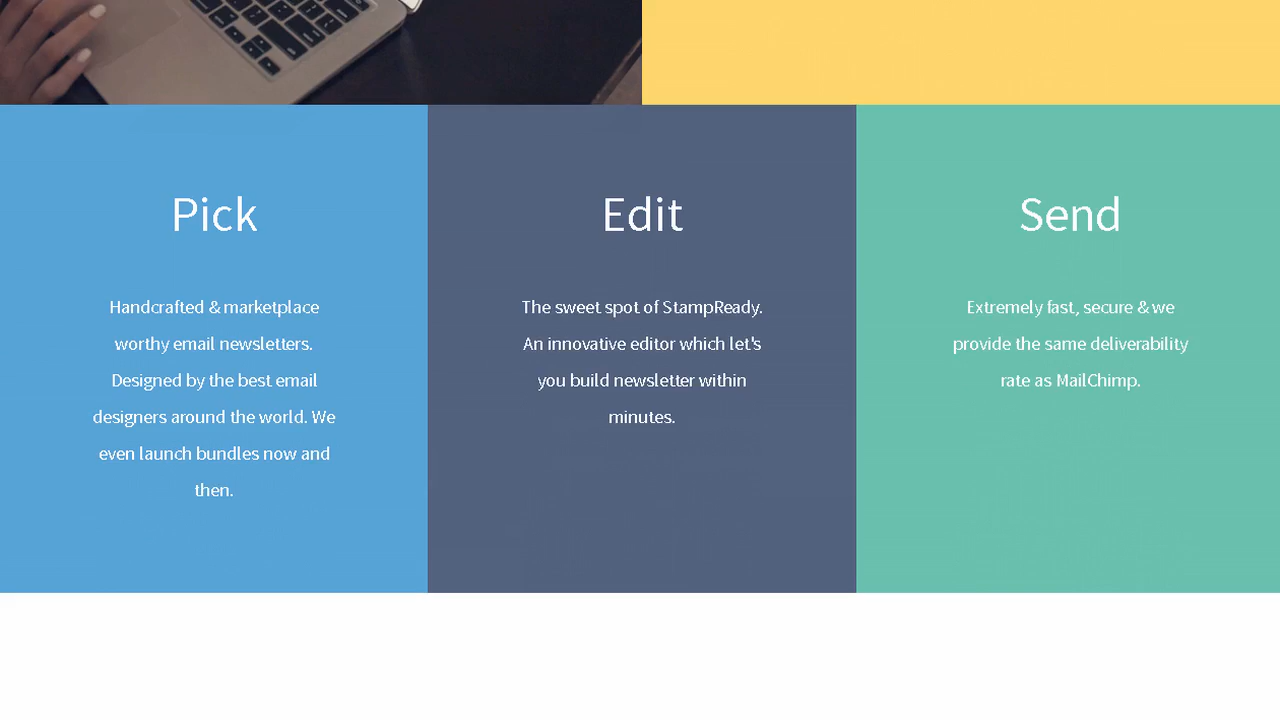 Pick
Handcrafted & marketplace
worthy email newsletters.
Designed by the best email
designers around the world. We
even launch bundles now and
then.
Edit
The sweet spot of StampReady.
An innovative editor which let's
you build newsletter within
minutes.
Send
Extremely fast, secure & we
provide the same deliverability
rate as MailChimp.